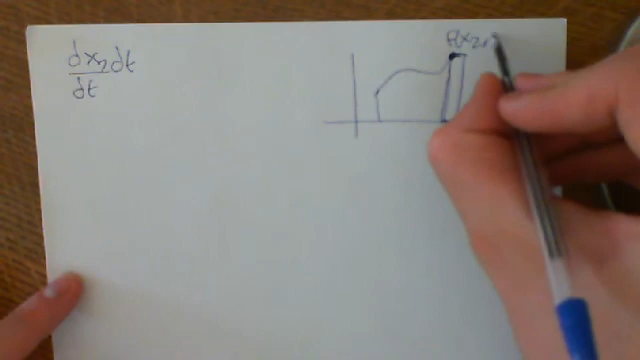 dx₂dt
dt
f(x₂,